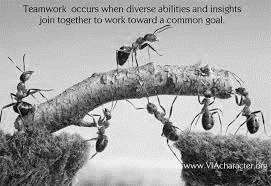 Teamwork occurs when diverse abilities and insights
join together to work toward a common goal.
www.VIAcharacter.org